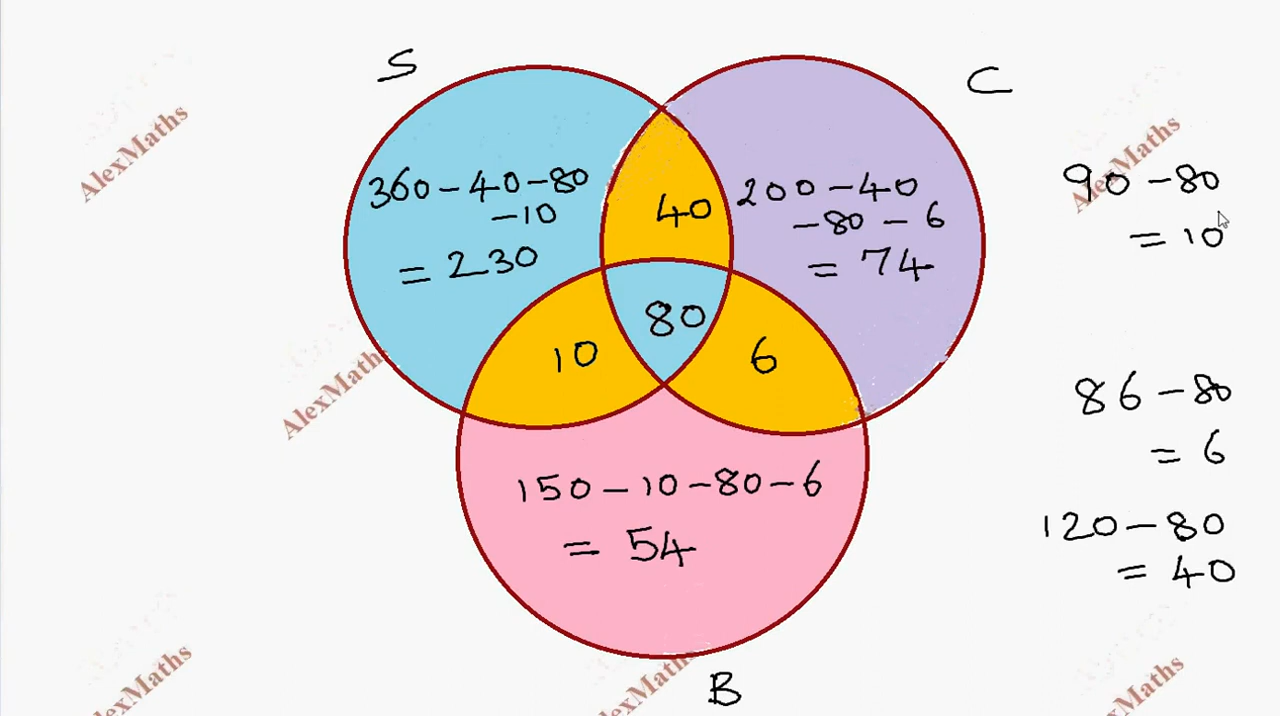 S
C
360 - 40 - 80
- 10
= 230
40
200 - 40
- 80 - 6
= 74
90 - 80
= 10
80
10
6
86 - 80
= 6
150 - 10 - 80 - 6
= 54
120 - 80
= 40
B
AlexMaths
AlexMaths
AlexMaths
AlexMaths
AlexMaths
AlexMaths